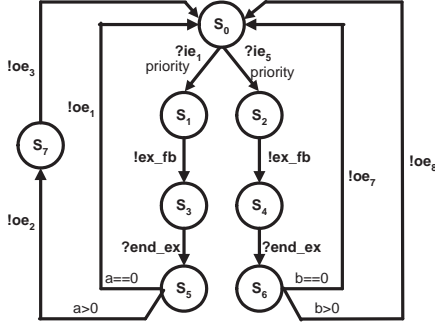 S0
?ie1 ?ie5
priority priority
!oe3
!oe1
S1 S2
S7
!ex_fb !ex_fb
!oe8
!oe7
S3 S4
!oe2
?end_ex ?end_ex
a==0 b==0
S5 S6
a>0 b>0